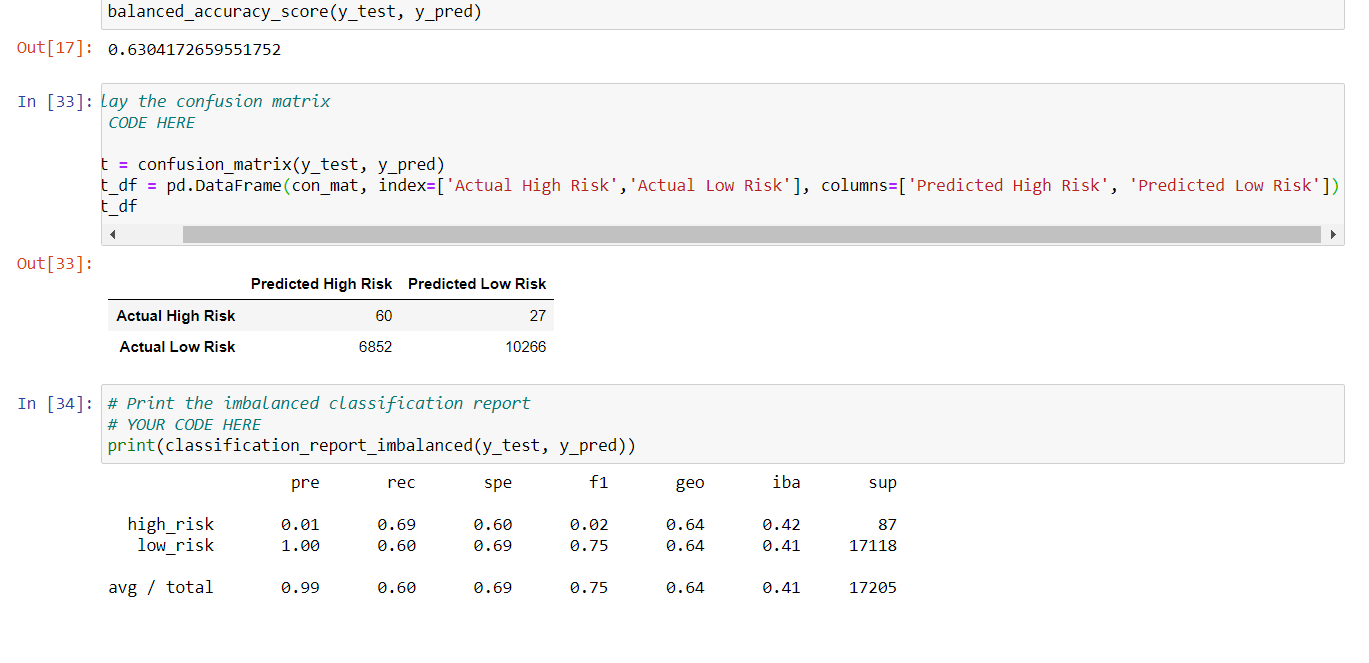 balanced_accuracy_score(y_test, y_pred)
Out[17]: 0.6304172659551752
In [33]: lay the confusion matrix
CODE HERE
t = confusion_matrix(y_test, y_pred)
t_df = pd.DataFrame(con_mat, index=['Actual High Risk','Actual Low Risk'], columns=['Predicted High Risk', 'Predicted Low Risk'])
t_df
Out[33]:
Predicted High Risk Predicted Low Risk
Actual High Risk 60 27
Actual Low Risk 6852 10266
In [34]: # Print the imbalanced classification report
# YOUR CODE HERE
print(classification_report_imbalanced(y_test, y_pred))
pre rec spe f1 geo iba sup
high_risk 0.01 0.69 0.60 0.02 0.64 0.42 87
low_risk 1.00 0.60 0.69 0.75 0.64 0.41 17118
avg / total 0.99 0.60 0.69 0.75 0.64 0.41 17205